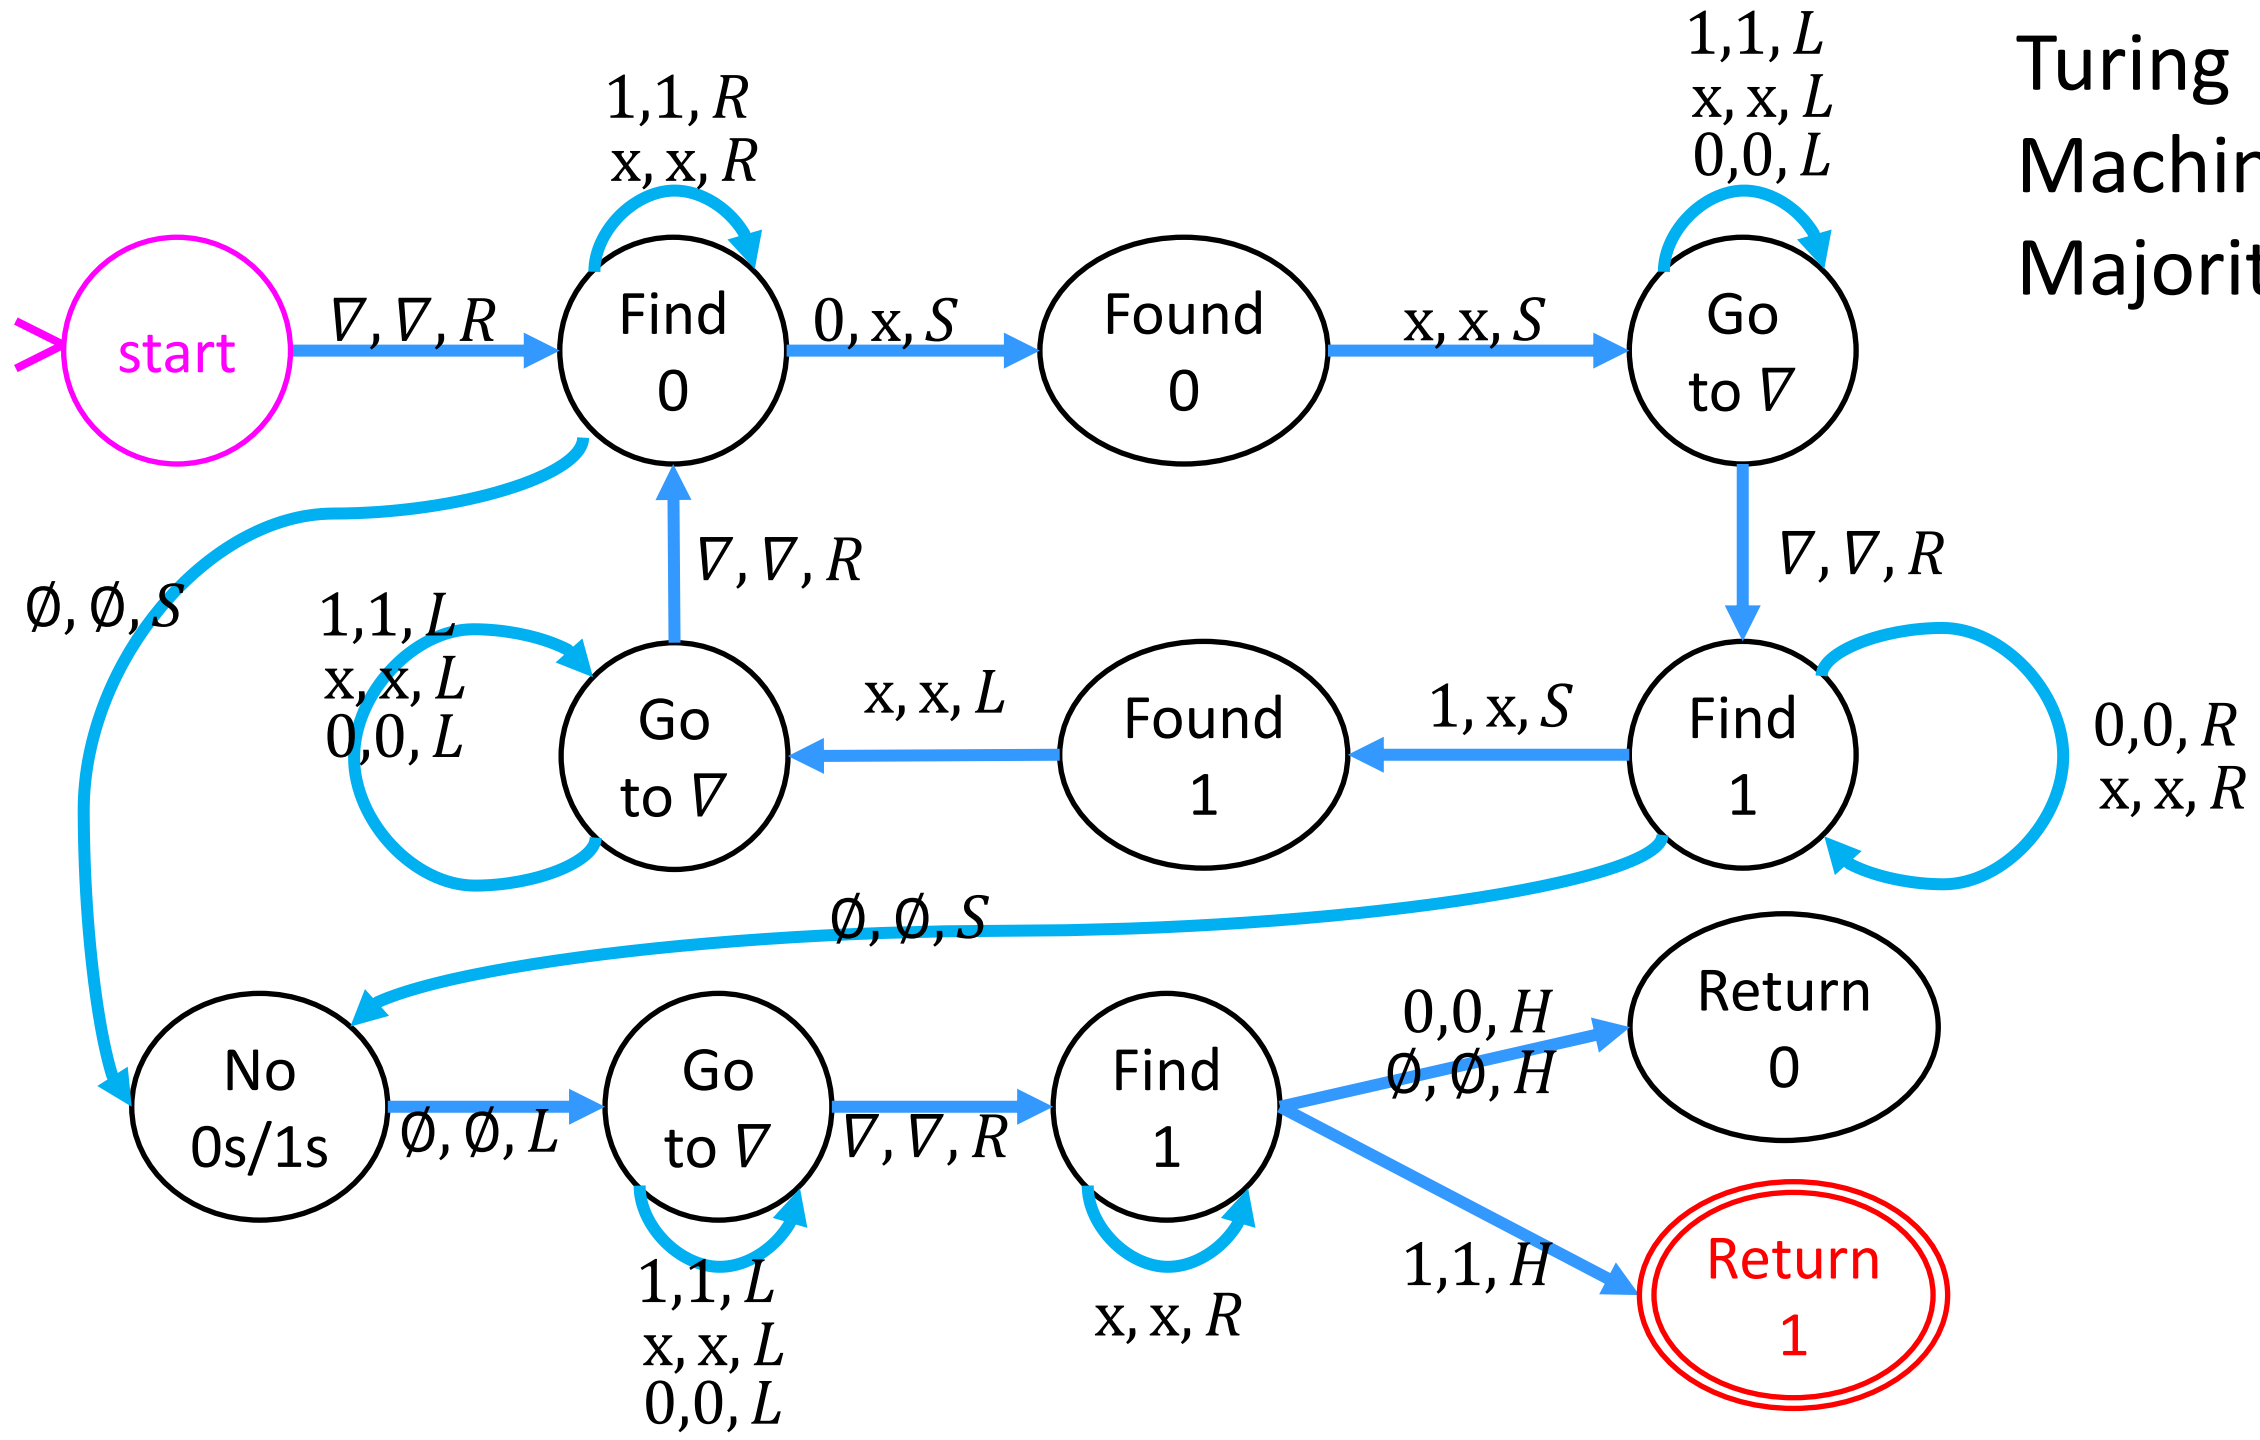 1,1, L
x, x, L
0,0, L
Turing
Machin
Majorit
1,1, R
x, x, R
start
∇, ∇, R
Find
0
0, x, S
Found
0
x, x, S
Go
to ∇
∅, ∅, S
∇, ∇, R
∇, ∇, R
1,1, L
x, x, L
0,0, L
Go
to ∇
x, x, L
Found
1
1, x, S
Find
1
0,0, R
x, x, R
∅, ∅, S
No
0s/1s
∅, ∅, L
Go
to ∇
∇, ∇, R
Find
1
0,0, H
∅, ∅, H
Return
0
1,1, L
x, x, L
0,0, L
x, x, R
1,1, H
Return
1